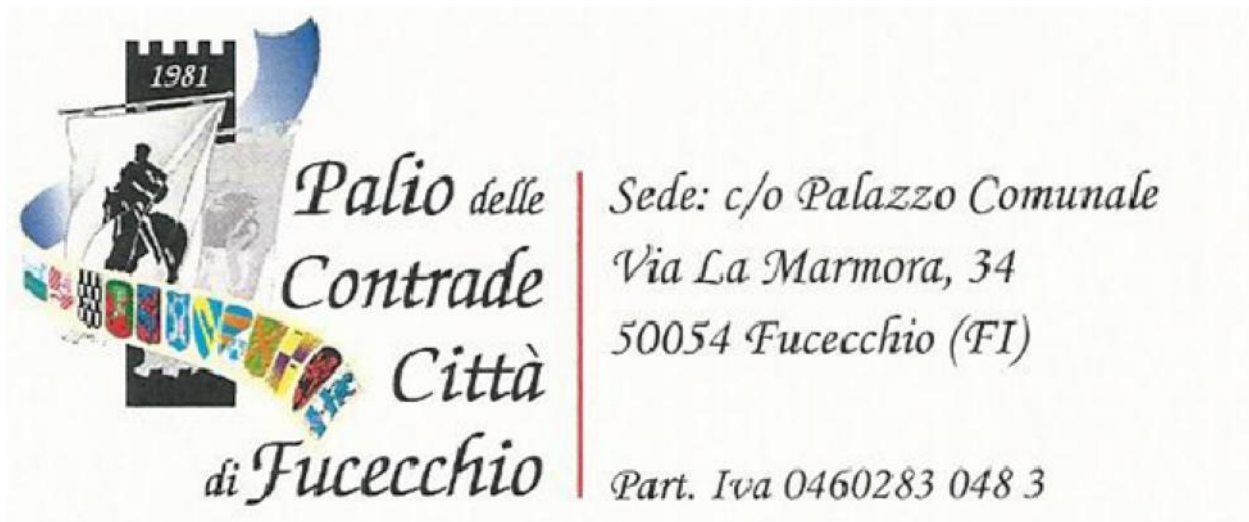 1981
Palio delle
Contrade
Città
di Fucecchio
Sede: c/o Palazzo Comunale
Via La Marmora, 34
50054 Fucecchio (FI)
Part. Iva 0460283 048 3